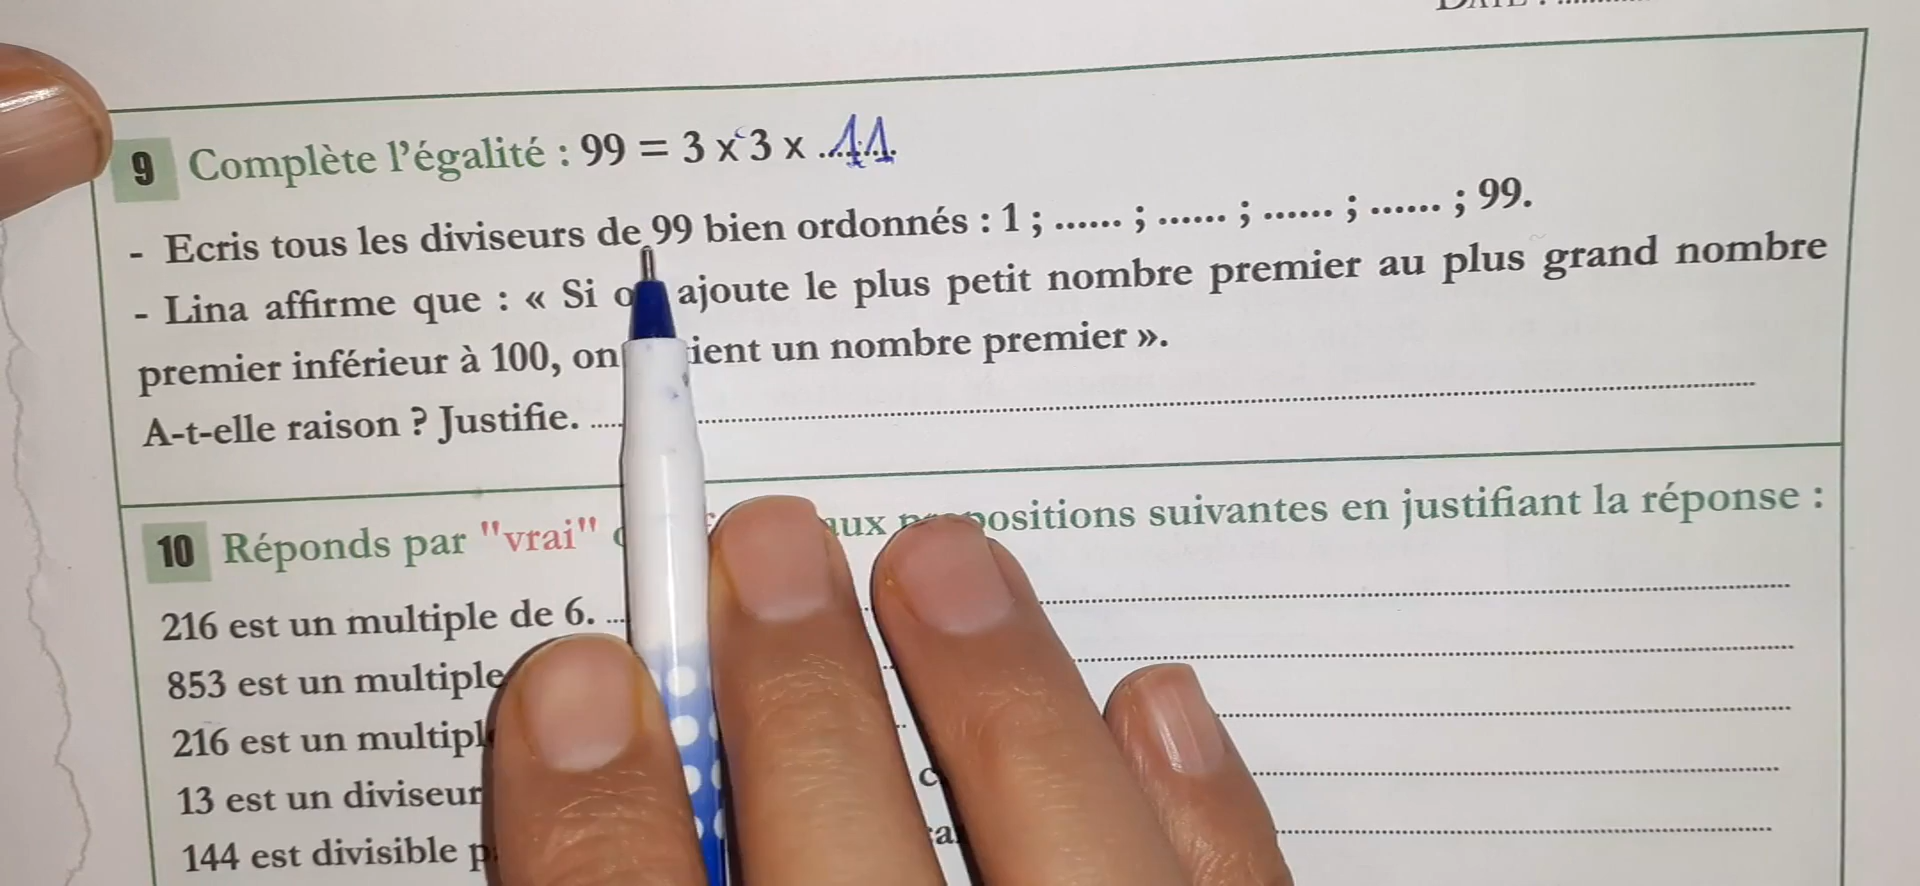 9 Complète l'égalité : 99 = 3 x 3 x 11
- Ecris tous les diviseurs de 99 bien ordonnés : 1 ; ...... ; ...... ; ...... ; ...... ; 99.
- Lina affirme que : « Si ajoute le plus petit nombre premier au plus grand nombre
premier inférieur à 100, on un nombre premier ».
A-t-elle raison ? Justifie. ....
10 Réponds par "vrai" aux propositions suivantes en justifiant la réponse :
216 est un multiple de 6. ...
853 est un multiple
216 est un
13 est un diviseur
144 est divisible